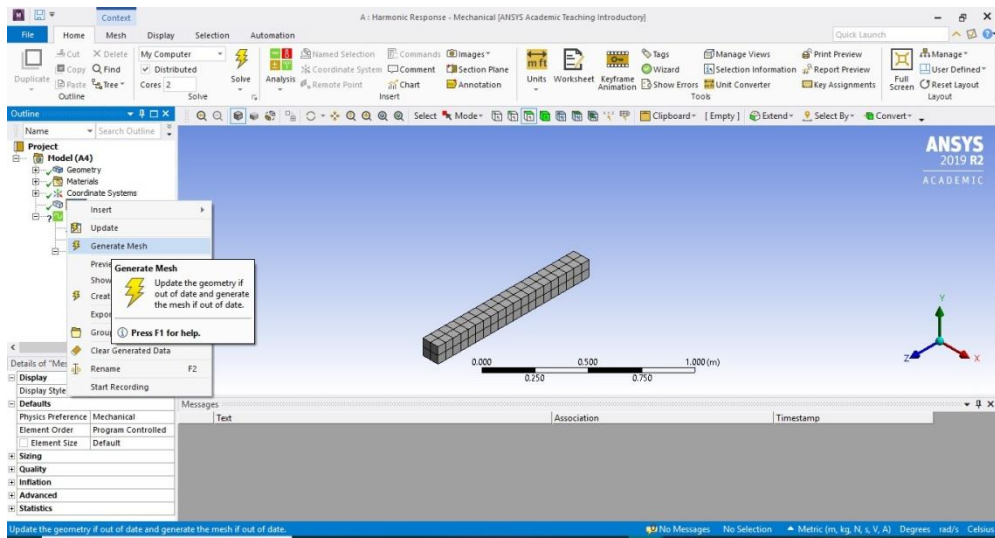 Context
A : Harmonic Response - Mechanical [ANSYS Academic Teaching Introductory]
File Home Mesh Display Selection Automation
Quick Launch
Duplicate
Cut
Copy
Paste
Delete
Find
Tree
Outline
My Computer
Distributed
Cores 2
Solve
Solve
Analysis
Named Selection
Coordinate System
Remote Point
Commands
Comment
Chart
Images
Section Plane
Annotation
Insert
Units
Worksheet
Keyframe
Animation
Tags
Wizard
Show Errors
Manage Views
Selection Information
Unit Converter
Print Preview
Report Preview
Key Assignments
Tools
Full
Screen
Manage
User Defined
Reset Layout
Layout
Outline
Select Mode Clipboard [Empty] Extend Select By Convert
Name Search Outline
Project
Model (A4)
Geometry
Materials
Coordinate Systems
Insert
Update
Generate Mesh
Clear Generated Data
Rename F2
Start Recording
Generate Mesh
Update the geometry if
out of date and generate
the mesh if out of date.
Press F1 for help.
ANSYS
2019 R2
ACADEMIC
0.000 0.500 1.000 (m)
0.250 0.750
Y
Z X
Display
Display Style
Defaults
Physics Preference Mechanical
Element Order Program Controlled
Element Size Default
Sizing
Quality
Inflation
Advanced
Statistics
Messages
Text Association Timestamp
Update the geometry if out of date and generate the mesh if out of date.
No Messages No Selection Metric (m, kg, N, s, V, A) Degrees rad/s Celsius